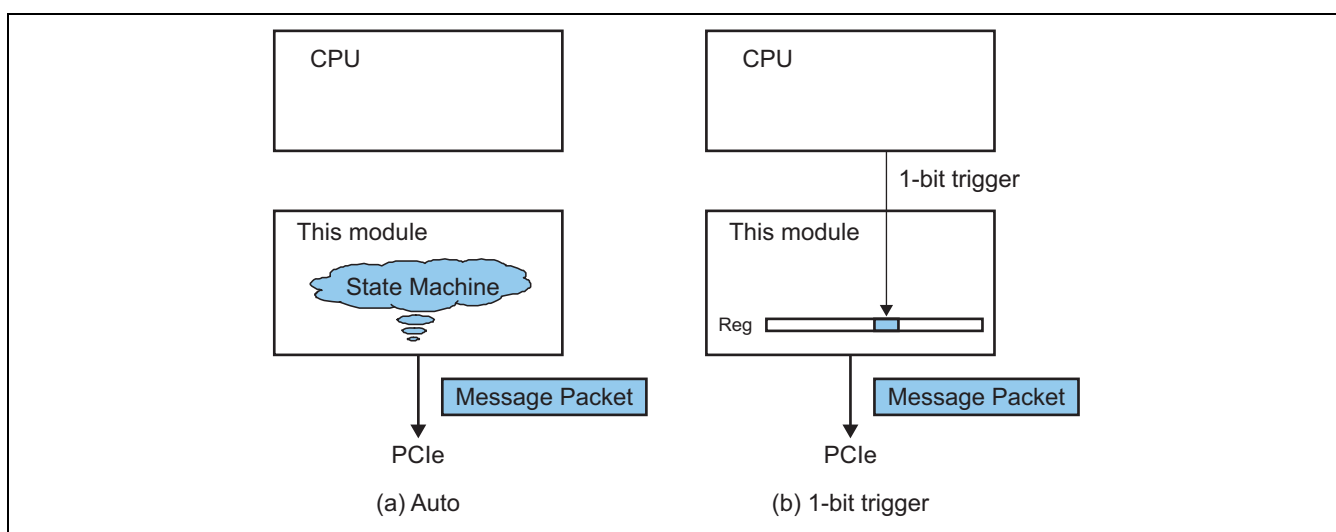 CPU
This module
State Machine
Message Packet
PCIe
(a) Auto
CPU
1-bit trigger
This module
Reg
Message Packet
PCIe
(b) 1-bit trigger